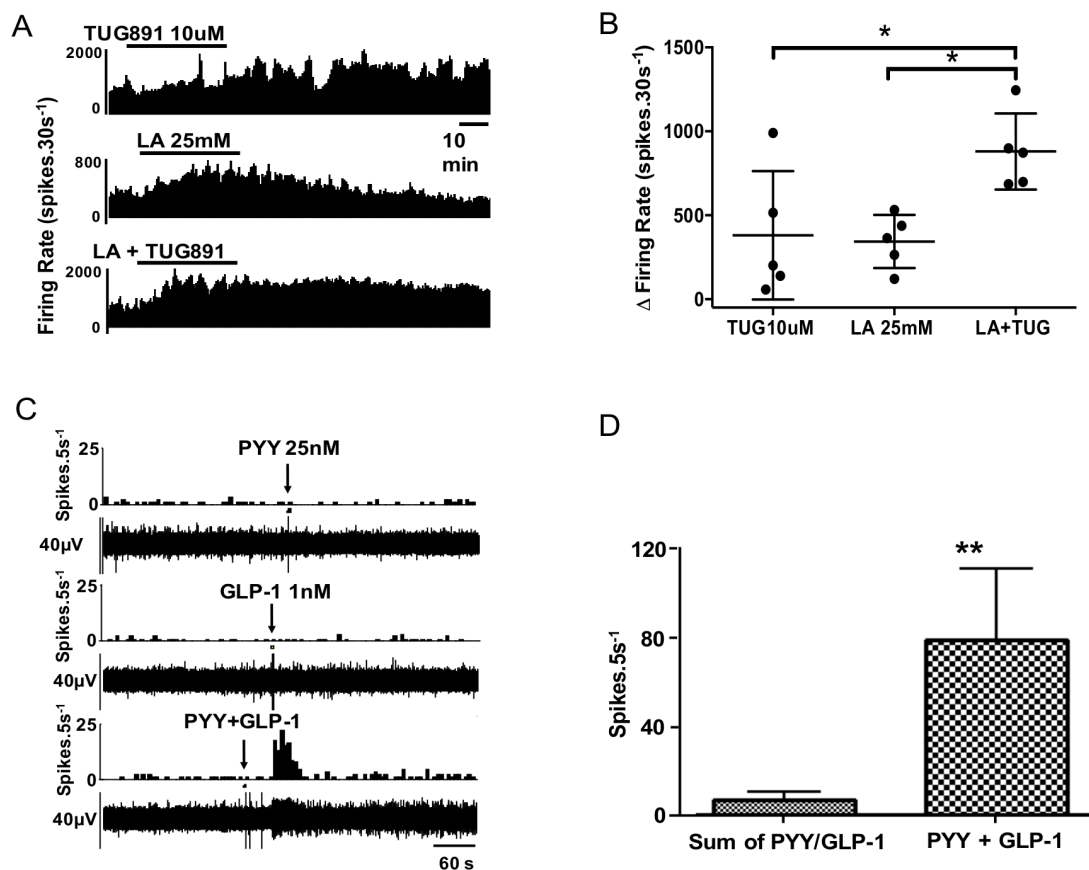 A
TUG891 10uM
2000
0
10
min
LA 25mM
800
0
LA + TUG891
2000
0
Firing Rate (spikes.30s-1)
B
1500
1000
500
0
Δ Firing Rate (spikes.30s-1)
*
*
TUG10uM LA 25mM LA+TUG
C
PYY 25nM
25
0
Spikes.5s-1
40µV
GLP-1 1nM
25
0
Spikes.5s-1
40µV
PYY+GLP-1
25
0
Spikes.5s-1
40µV
60 s
D
120
80
40
0
Spikes.5s-1
**
Sum of PYY/GLP-1 PYY + GLP-1